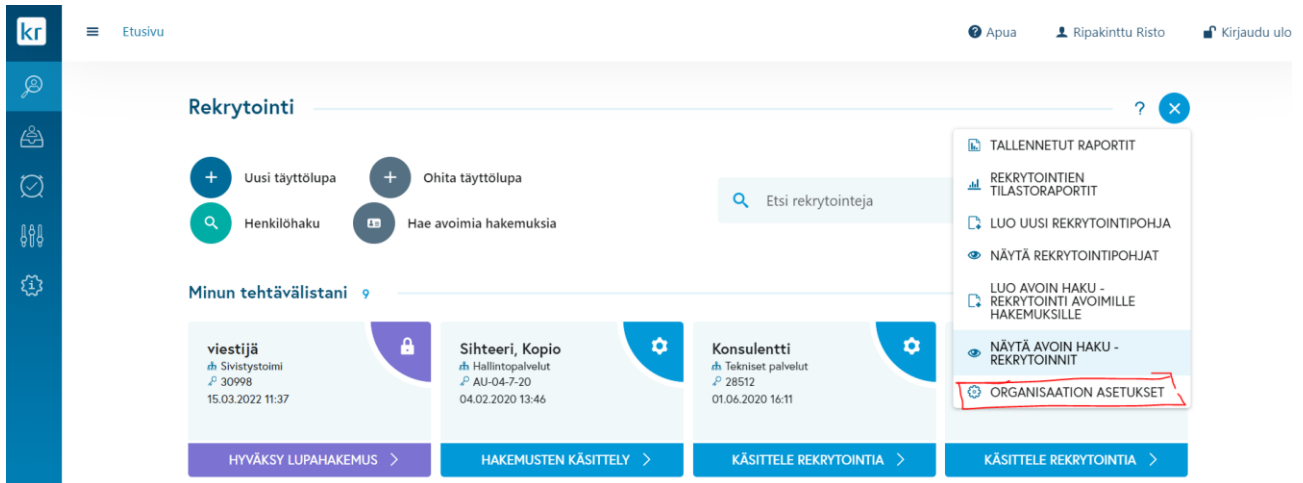 kr
Etusivu
Apua
Ripakinttu Risto
Kirjaudu ulo
Rekrytointi
?
Uusi täyttölupa
Ohita täyttölupa
Henkilöhaku
Hae avoimia hakemuksia
Etsi rekrytointeja
TALLENNETUT RAPORTIT
REKRYTOINTIEN
TILASTORAPORTIT
LUO UUSI REKRYTOINTIPOHJA
NÄYTÄ REKRYTOINTIPOHJAT
LUO AVOIN HAKU -
REKRYTOINTI AVOIMILLE
HAKEMUKSILLE
NÄYTÄ AVOIN HAKU -
REKRYTOINNIT
ORGANISAATION ASETUKSET
Minun tehtävälistani 9
viestijä
Sivistystoimi
30998
15.03.2022 11:37
HYVÄKSY LUPAHAKEMUS
Sihteeri, Kopio
Hallintopalvelut
AU-04-7-20
04.02.2020 13:46
HAKEMUSTEN KÄSITTELY
Konsulentti
Tekniset palvelut
28512
01.06.2020 16:11
KÄSITTELE REKRYTOINTIA
KÄSITTELE REKRYTOINTIA